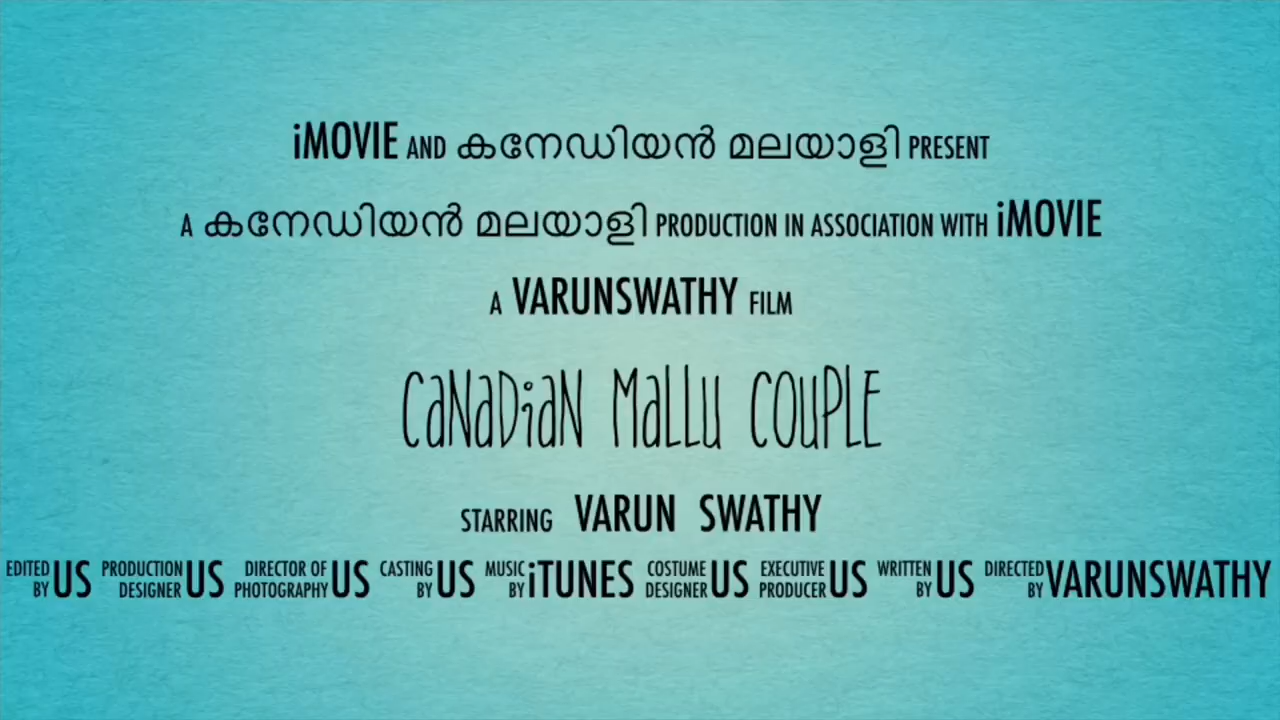 iMOVIE AND കനേഡിയൻ മലയാളി PRESENT
A കനേഡിയൻ മലയാളി PRODUCTION IN ASSOCIATION WITH iMOVIE
A VARUNSWATHY FILM
CANADIAN MALLU COUPLE
STARRING VARUN SWATHY
EDITED BY US PRODUCTION DESIGNER US DIRECTOR OF PHOTOGRAPHY US CASTING BY US MUSIC BY iTUNES COSTUME DESIGNER US EXECUTIVE PRODUCER US WRITTEN BY US DIRECTED BY VARUNSWATHY